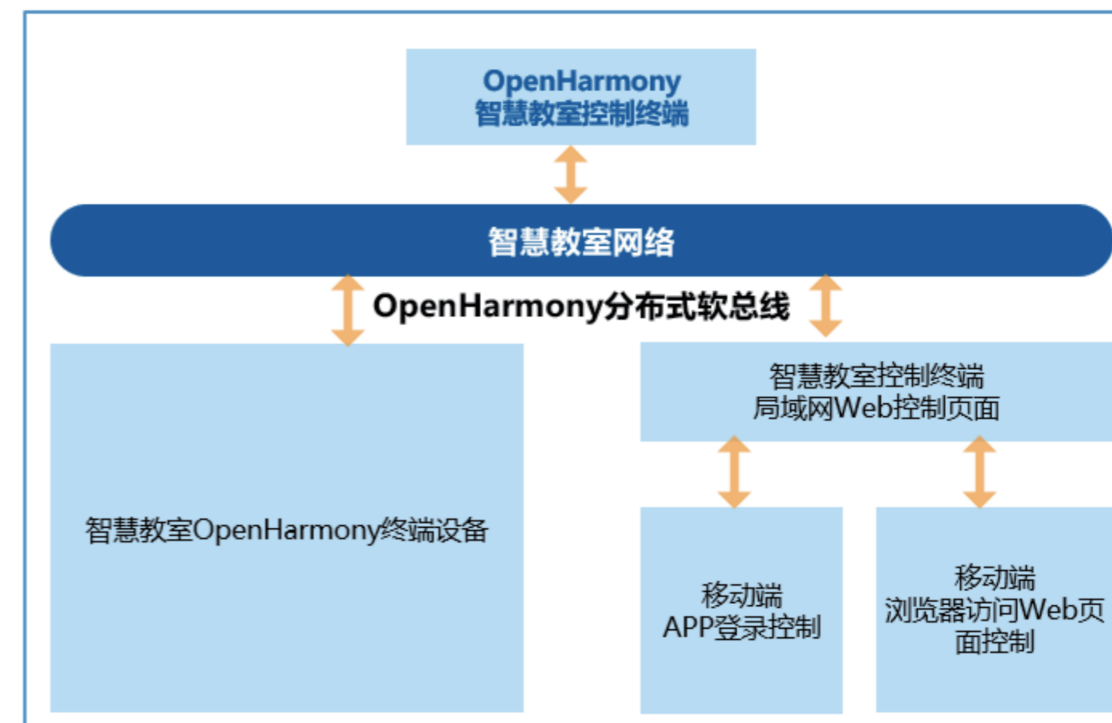 OpenHarmony
智慧教室控制终端
智慧教室网络
OpenHarmony分布式软总线
智慧教室OpenHarmony终端设备
智慧教室控制终端
局域网Web控制页面
移动端
APP登录控制
移动端
浏览器访问Web页
面控制